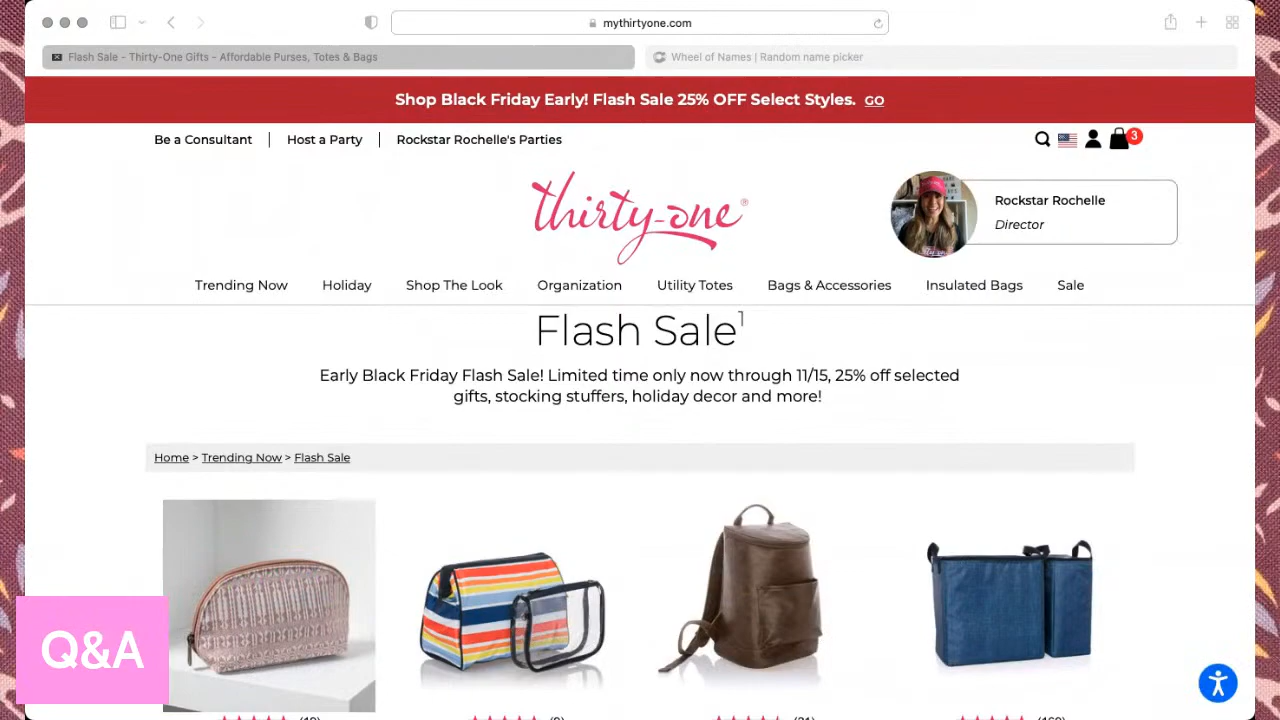 mythirtyone.com
Flash Sale - Thirty-One Gifts - Affordable Purses, Totes & Bags
Wheel of Names | Random name picker
Shop Black Friday Early! Flash Sale 25% OFF Select Styles. GO
Be a Consultant
Host a Party
Rockstar Rochelle's Parties
3
thirty-one®
Rockstar Rochelle
Director
Trending Now
Holiday
Shop The Look
Organization
Utility Totes
Bags & Accessories
Insulated Bags
Sale
Flash Sale1
Early Black Friday Flash Sale! Limited time only now through 11/15, 25% off selected
gifts, stocking stuffers, holiday decor and more!
Home > Trending Now > Flash Sale
Q&A